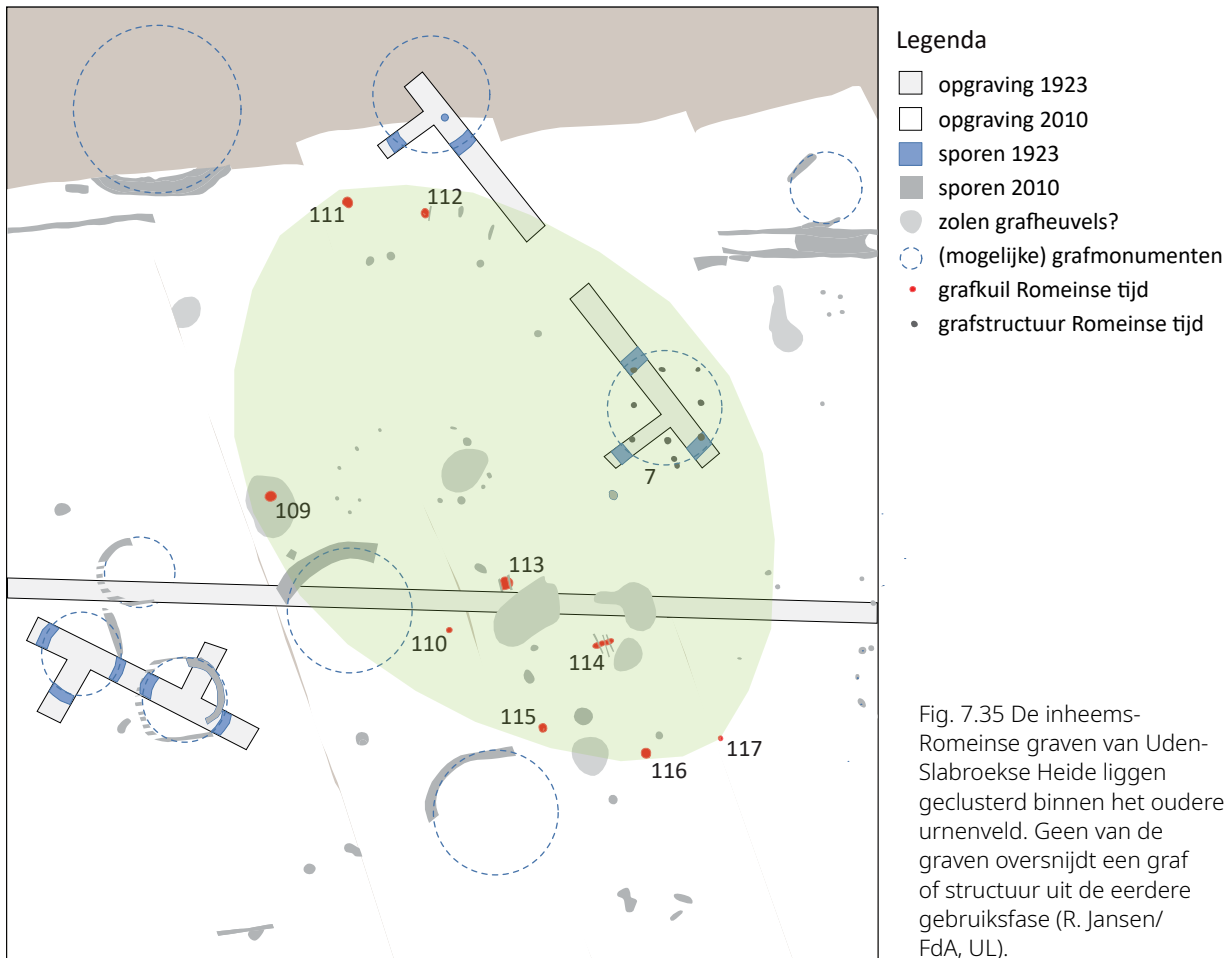 111
112
7
109
113
110
114
115
116
117
Legenda
opgraving 1923
opgraving 2010
sporen 1923
sporen 2010
zolen grafheuvels?
(mogelijke) grafmonumenten
grafkuil Romeinse tijd
grafstructuur Romeinse tijd
Fig. 7.35 De inheems-
Romeinse graven van Uden-
Slabroekse Heide liggen
geclusterd binnen het oudere
urnenveld. Geen van de
graven oversnijdt een graf
of structuur uit de eerdere
gebruiksfase (R. Jansen/
FdA, UL).